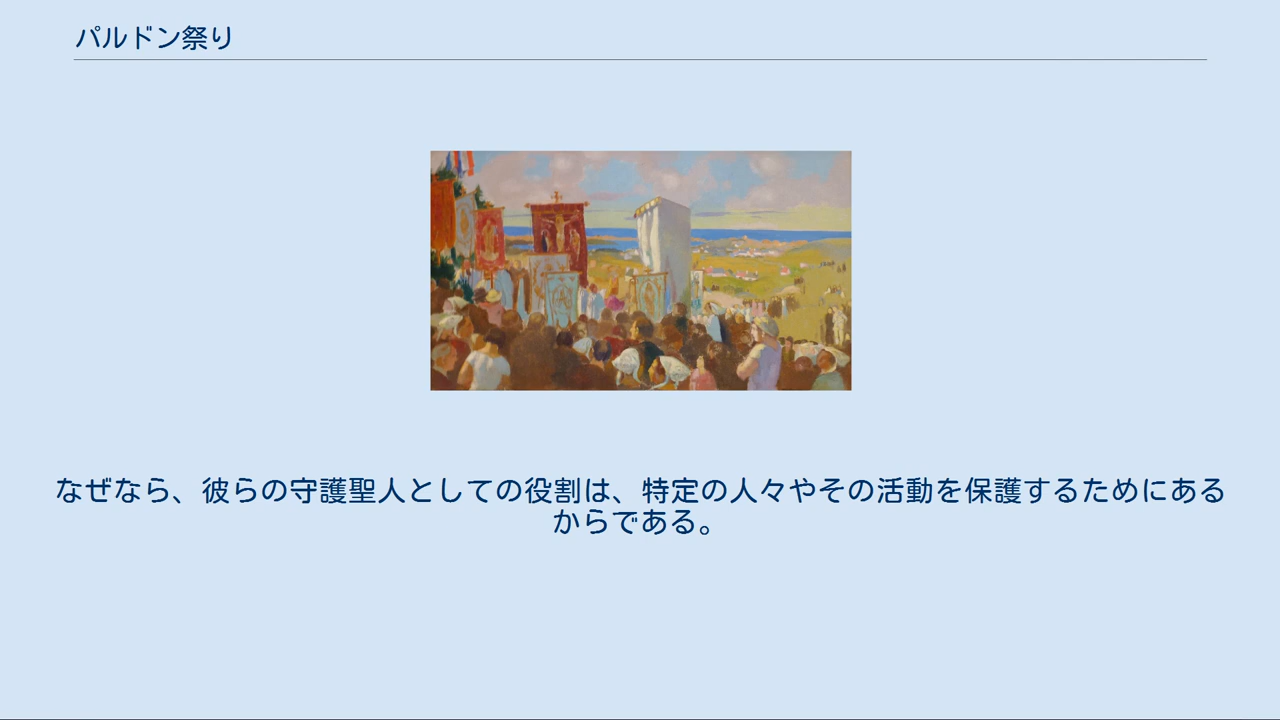 パルドン祭り
なぜなら、彼らの守護聖人としての役割は、特定の人々やその活動を保護するためにある
からである。